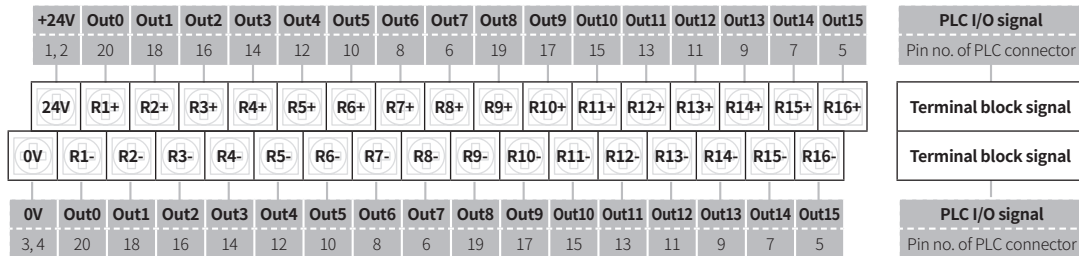 +24V Out0 Out1 Out2 Out3 Out4 Out5 Out6 Out7 Out8 Out9 Out10 Out11 Out12 Out13 Out14 Out15 PLC I/O signal
1, 2 20 18 16 14 12 10 8 6 19 17 15 13 11 9 7 5 Pin no. of PLC connector
24V R1+ R2+ R3+ R4+ R5+ R6+ R7+ R8+ R9+ R10+ R11+ R12+ R13+ R14+ R15+ R16+ Terminal block signal
0V R1- R2- R3- R4- R5- R6- R7- R8- R9- R10- R11- R12- R13- R14- R15- R16- Terminal block signal
0V Out0 Out1 Out2 Out3 Out4 Out5 Out6 Out7 Out8 Out9 Out10 Out11 Out12 Out13 Out14 Out15 PLC I/O signal
3, 4 20 18 16 14 12 10 8 6 19 17 15 13 11 9 7 5 Pin no. of PLC connector